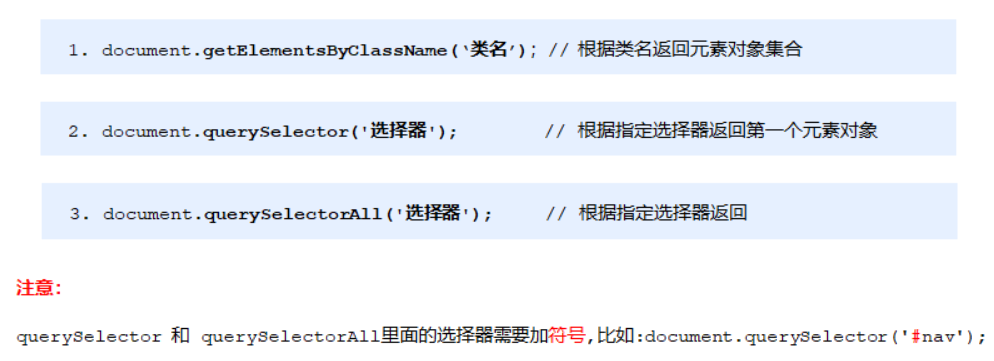 1. document.getElementsByClassName(‘类名’); // 根据类名返回元素对象集合
2. document.querySelector('选择器'); // 根据指定选择器返回第一个元素对象
3. document.querySelectorAll('选择器'); // 根据指定选择器返回
注意:
querySelector 和 querySelectorAll里面的选择器需要加符号,比如:document.querySelector('#nav');